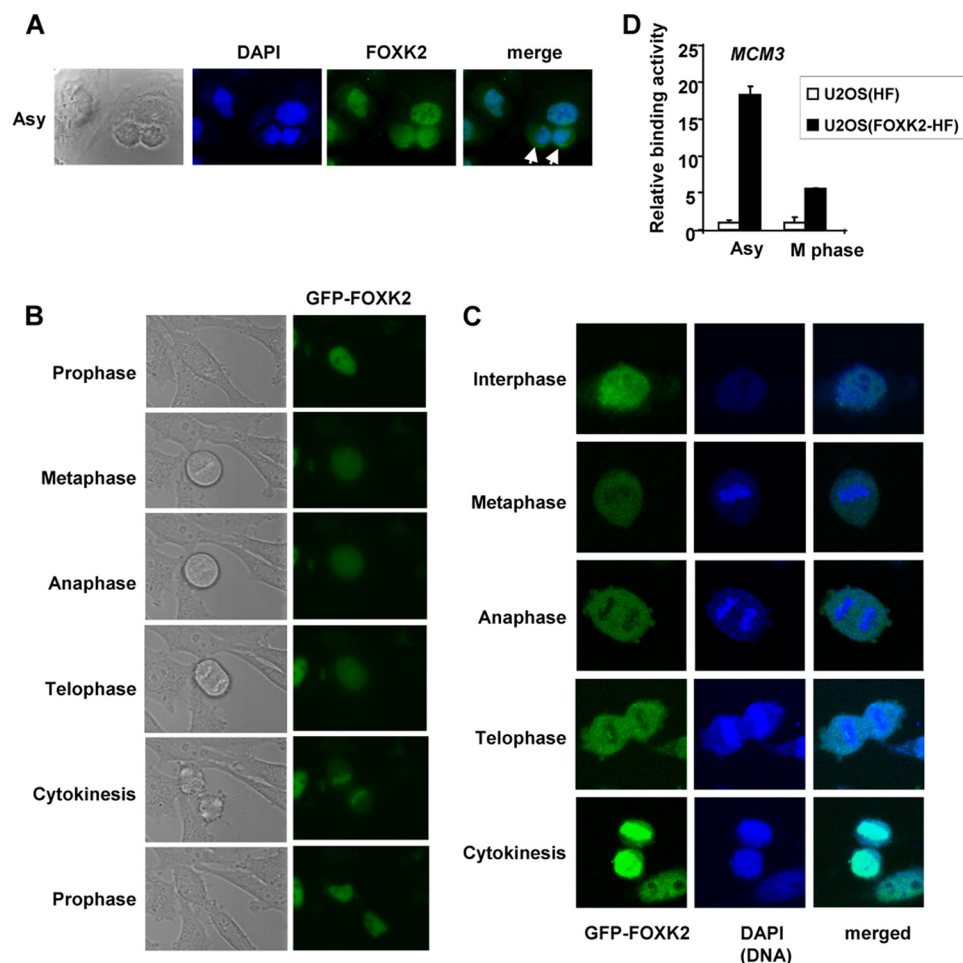 A
DAPI
FOXK2
merge
Asy
D
25
20
15
10
5
0
Relative binding activity
MCM3
U2OS(HF)
U2OS(FOXK2-HF)
Asy
M phase
B
GFP-FOXK2
Prophase
Metaphase
Anaphase
Telophase
Cytokinesis
Prophase
C
Interphase
Metaphase
Anaphase
Telophase
Cytokinesis
GFP-FOXK2
DAPI
(DNA)
merged